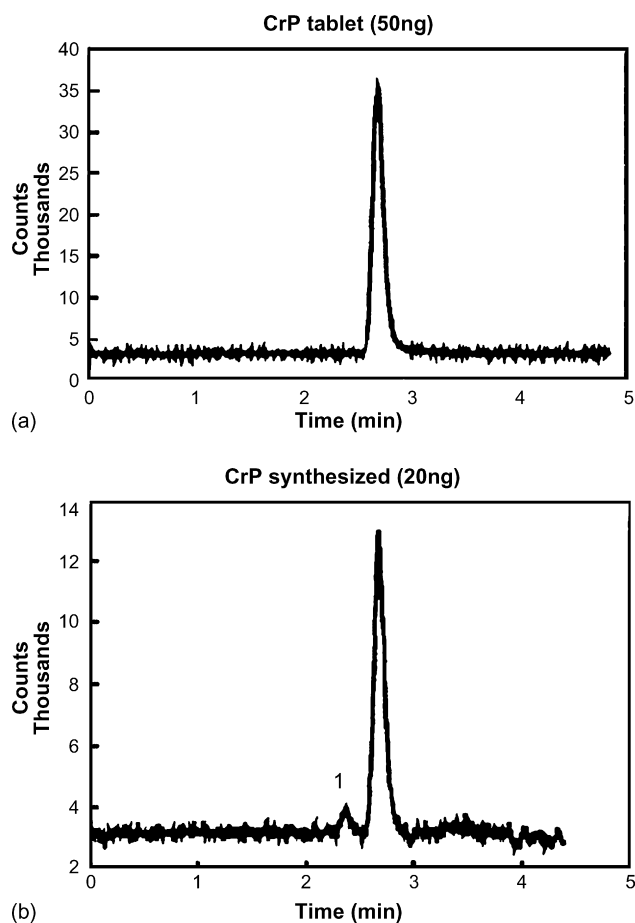 CrP tablet (50ng)
40
35
30
25
20
15
10
5
0
Counts
Thousands
0 1 2 3 4 5
Time (min)
(a)
CrP synthesized (20ng)
14
12
10
8
6
4
2
Counts
Thousands
1
0 1 2 3 4 5
Time (min)
(b)